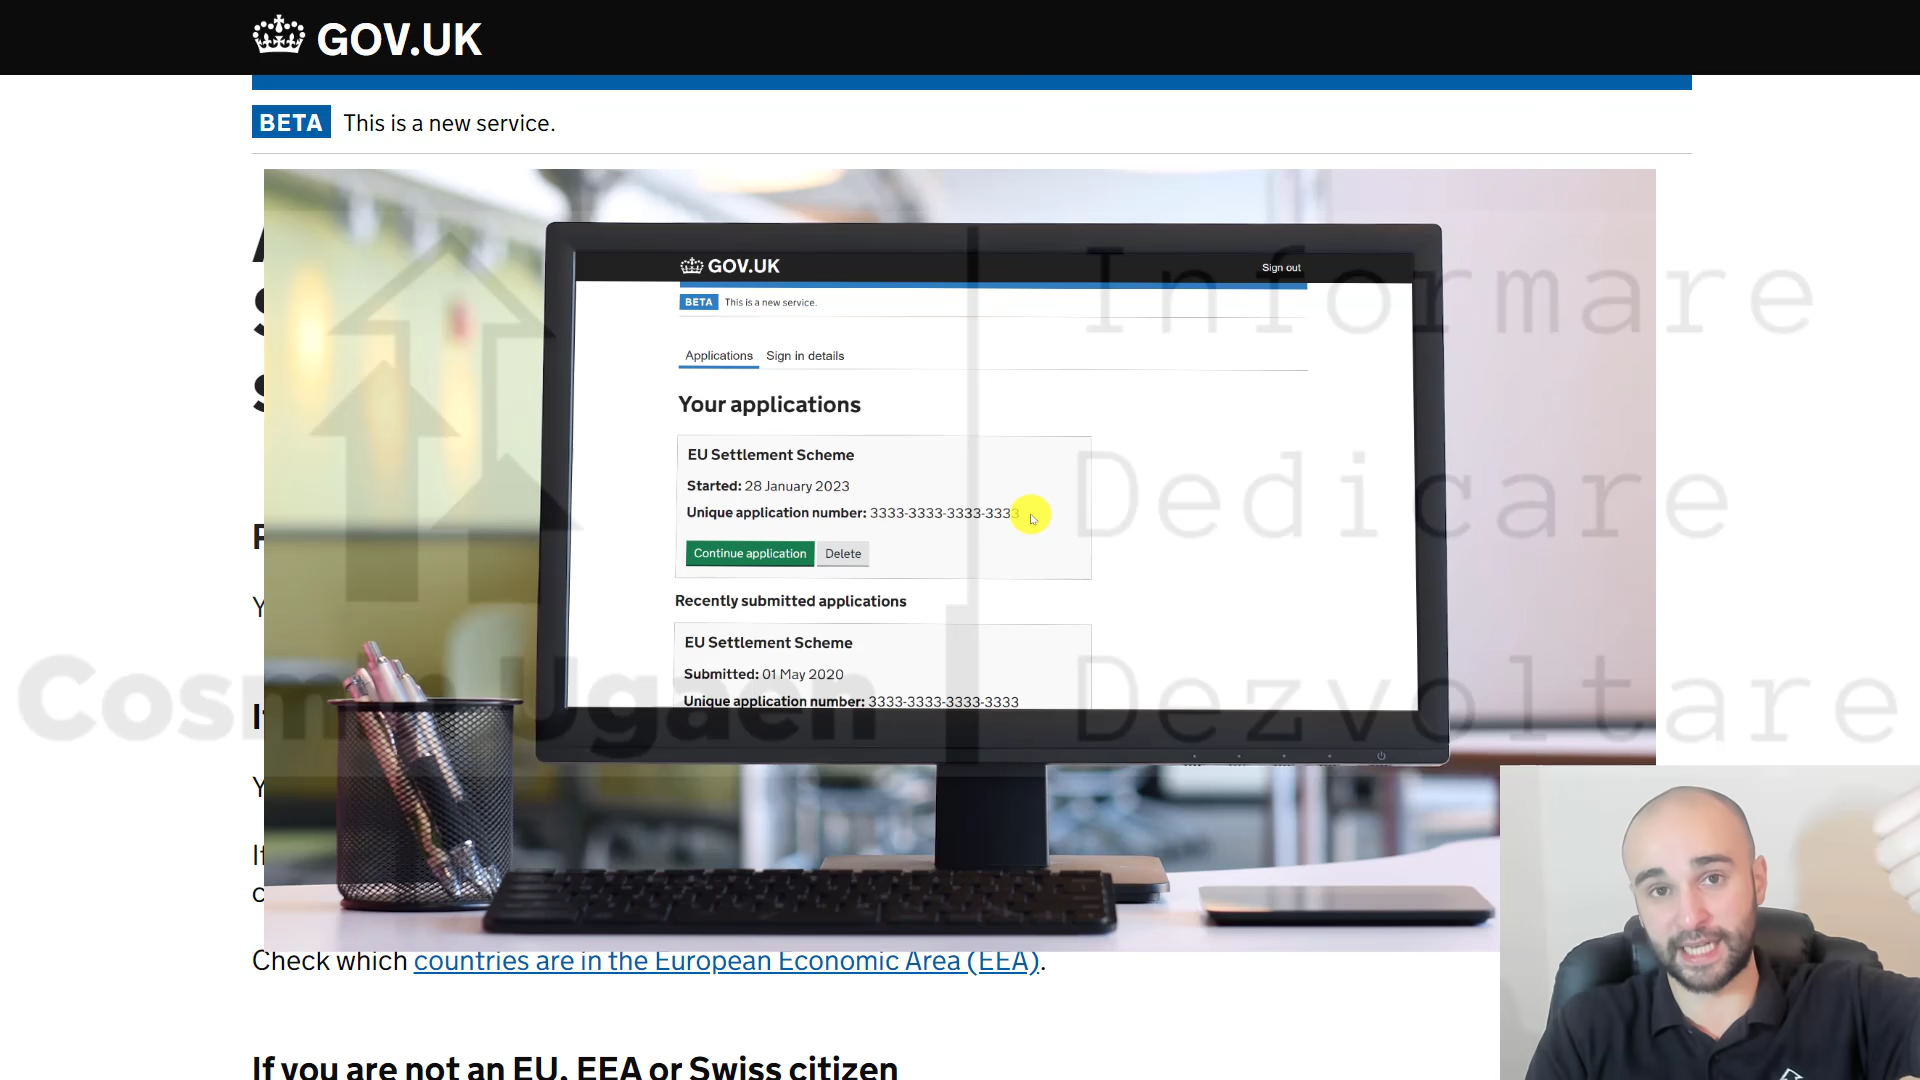 GOV.UK
BETA This is a new service.
GOV.UK
Sign out
BETA This is a new service.
Applications Sign in details
Your applications
EU Settlement Scheme
Started: 28 January 2023
Unique application number: 3333-3333-3333-3333
Continue application Delete
Recently submitted applications
EU Settlement Scheme
Submitted: 01 May 2020
Unique application number: 3333-3333-3333-3333
Informare
Dedicare
Dezvoltare
Check which countries are in the European Economic Area (EEA).
If you are not an EU, EEA or Swiss citizen